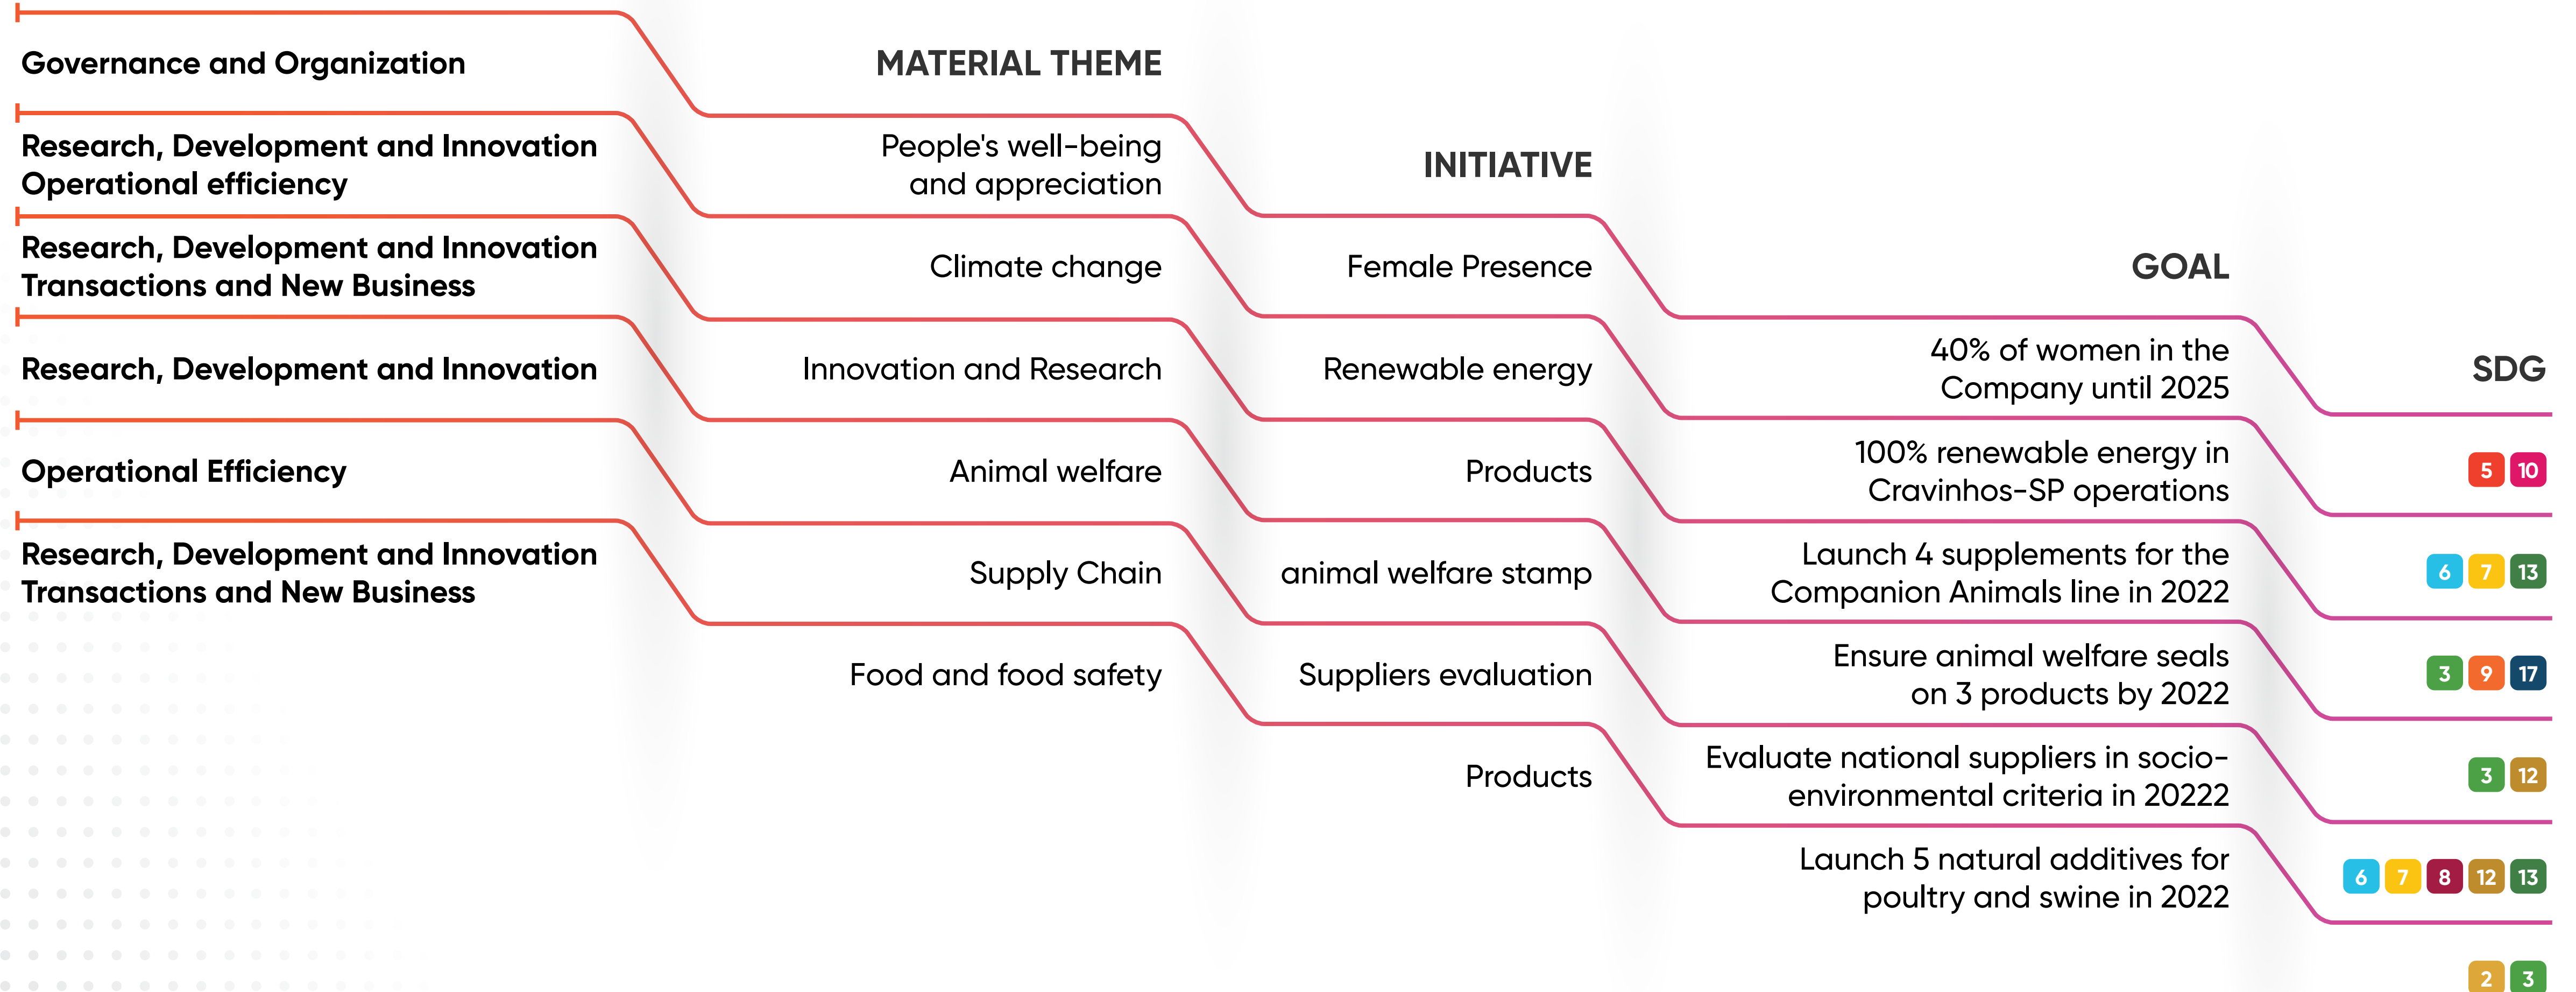 Governance and Organization
MATERIAL THEME
Research, Development and Innovation
Operational efficiency
People's well-being
and appreciation
INITIATIVE
Research, Development and Innovation
Transactions and New Business
Climate change
Female Presence
GOAL
Research, Development and Innovation
Innovation and Research
Renewable energy
40% of women in the
Company until 2025
SDG
Operational Efficiency
Animal welfare
Products
100% renewable energy in
Cravinhos-SP operations
5 10
Research, Development and Innovation
Transactions and New Business
Supply Chain
animal welfare stamp
Launch 4 supplements for the
Companion Animals line in 2022
6 7 13
Food and food safety
Suppliers evaluation
Ensure animal welfare seals
on 3 products by 2022
3 9 17
Products
Evaluate national suppliers in socio-
environmental criteria in 20222
3 12
Launch 5 natural additives for
poultry and swine in 2022
6 7 8 12 13
2 3